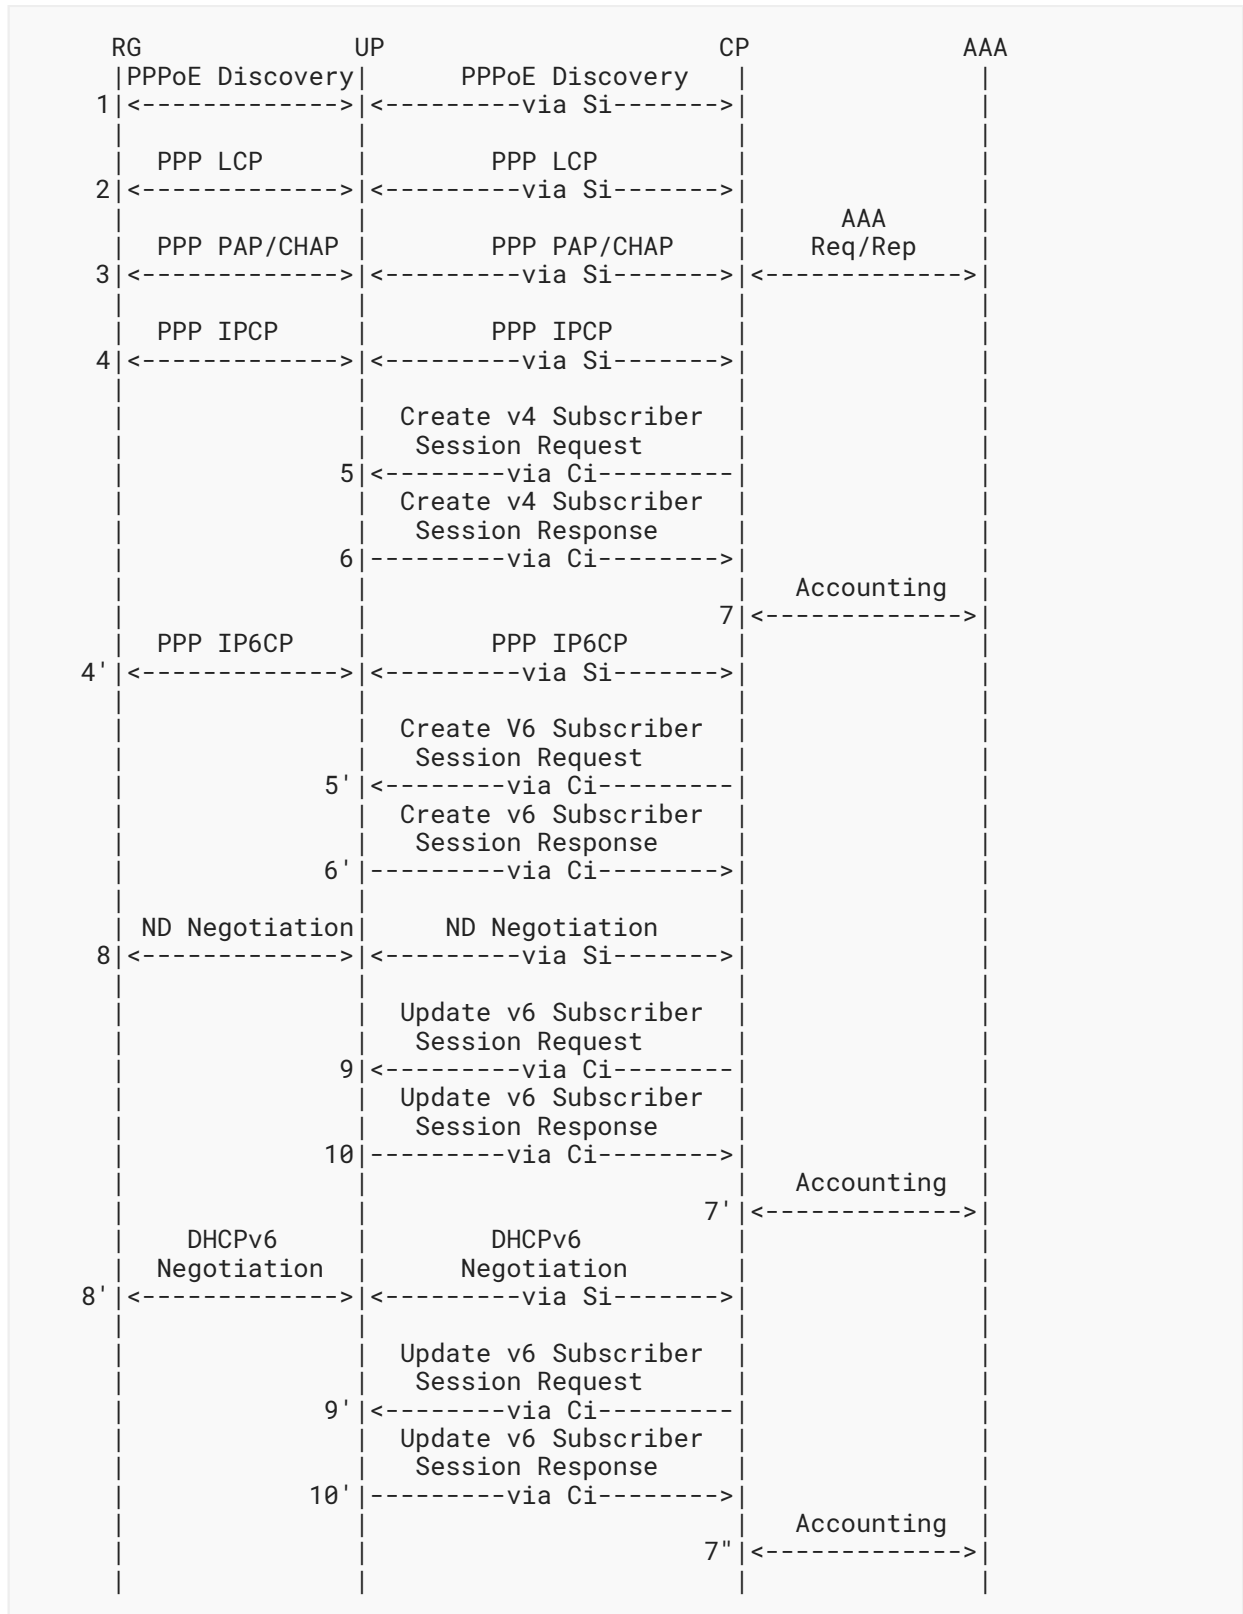 RG UP CP AAA
|PPPoE Discovery| PPPoE Discovery | |
1|<------------->|<---------via Si------->| |
| | | |
| PPP LCP | PPP LCP | |
2|<------------->|<---------via Si------->| |
| | | AAA |
| PPP PAP/CHAP | PPP PAP/CHAP | Req/Rep |
3|<------------->|<---------via Si------->|<------------->|
| | | |
| PPP IPCP | PPP IPCP | |
4|<------------->|<---------via Si------->| |
| | | |
| | Create v4 Subscriber | |
| | Session Request | |
| 5|<--------via Ci---------| |
| | Create v4 Subscriber | |
| | Session Response | |
| 6|---------via Ci-------->| |
| | | Accounting |
| | 7|<------------->|
| PPP IP6CP | PPP IP6CP | |
4'|<------------->|<---------via Si------->| |
| | | |
| | Create V6 Subscriber | |
| | Session Request | |
| 5'|<--------via Ci---------| |
| | Create v6 Subscriber | |
| | Session Response | |
| 6'|---------via Ci-------->| |
| | | |
| ND Negotiation| ND Negotiation | |
8|<------------->|<---------via Si------->| |
| | | |
| | Update v6 Subscriber | |
| | Session Request | |
| 9|<--------via Ci---------| |
| | Update v6 Subscriber | |
| | Session Response | |
| 10|---------via Ci-------->| |
| | | Accounting |
| | 7'|<------------->|
| DHCPv6 | DHCPv6 | |
| Negotiation | Negotiation | |
8'|<------------->|<---------via Si------->| |
| | | |
| | Update v6 Subscriber | |
| | Session Request | |
| 9'|<--------via Ci---------| |
| | Update v6 Subscriber | |
| | Session Response | |
| 10'|---------via Ci-------->| |
| | | Accounting |
| | 7"|<------------->|
| | | |